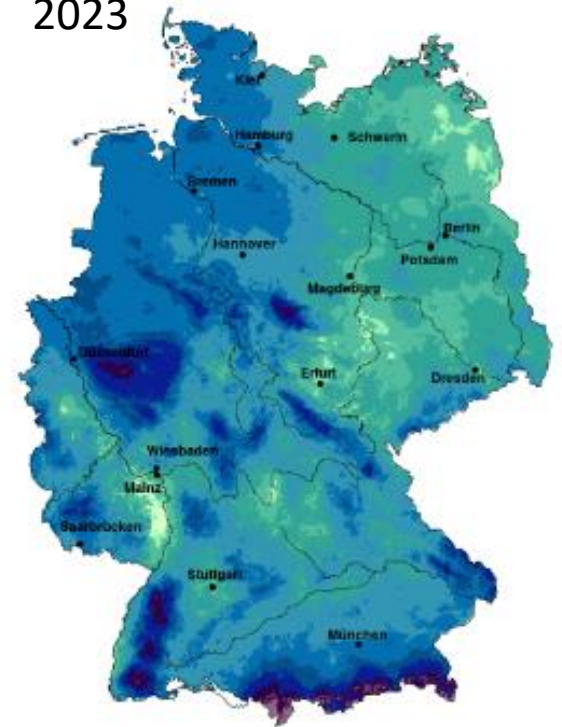 2023
Kiel
Hamburg
Schwerin
Bremen
Berlin
Hannover
Potsdam
Magdeburg
Düsseldorf
Erfurt
Dresden
Wiesbaden
Mainz
Saarbrücken
Stuttgart
München